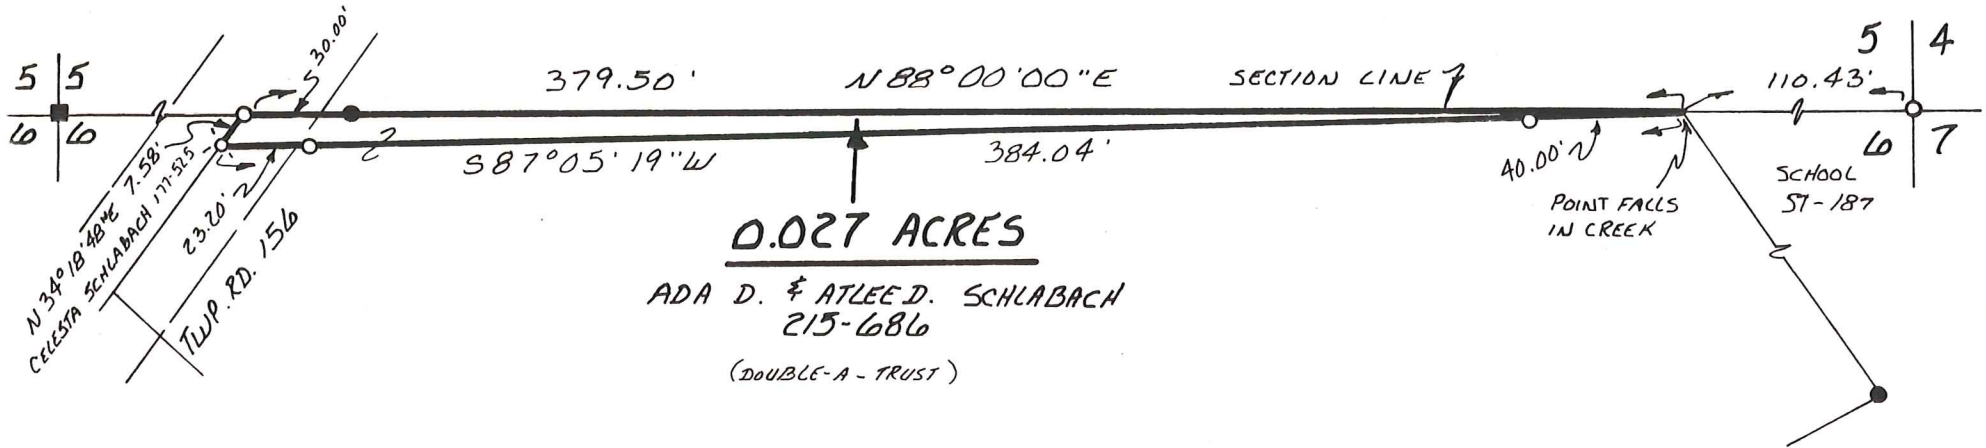 5 5
6 6
30.00'
379.50'
N 88° 00' 00" E
SECTION LINE
110.43'
5 4
6 7
N 34° 18' 48" E 7.58'
CELESTA SCHLABACH 177-525
23.20'
TWP. RD. 156
S 87° 05' 19" W
384.04'
40.00'
POINT FALLS
IN CREEK
SCHOOL
57-187
0.027 ACRES
ADA D. & ATLEE D. SCHLABACH
215-686
(DOUBLE-A-TRUST)